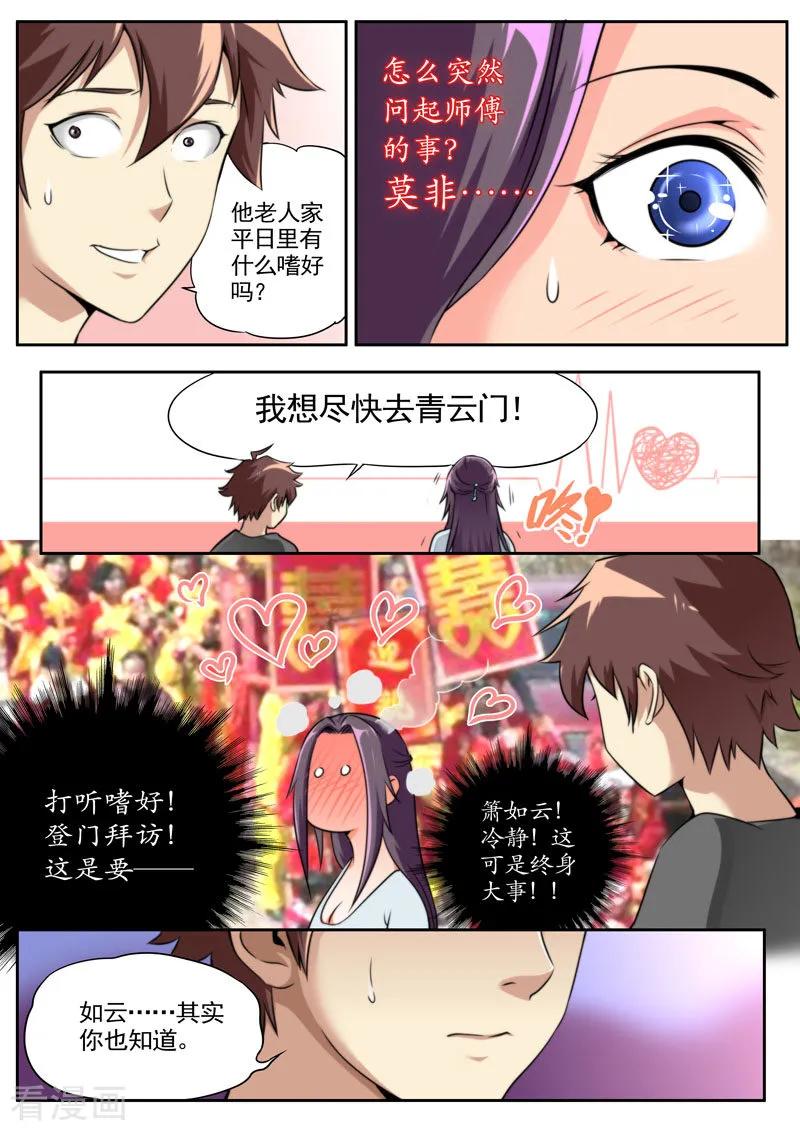 他老人家
平日里有
什么嗜好
吗？
怎么突然
问起师傅
的事？
莫非······
我想尽快去青云门！
咚！
囍
囍
打听嗜好！
登门拜访！
这是要——
萧如云！
冷静！这
可是终身
大事！！
如云······其实
你也知道。
看漫画